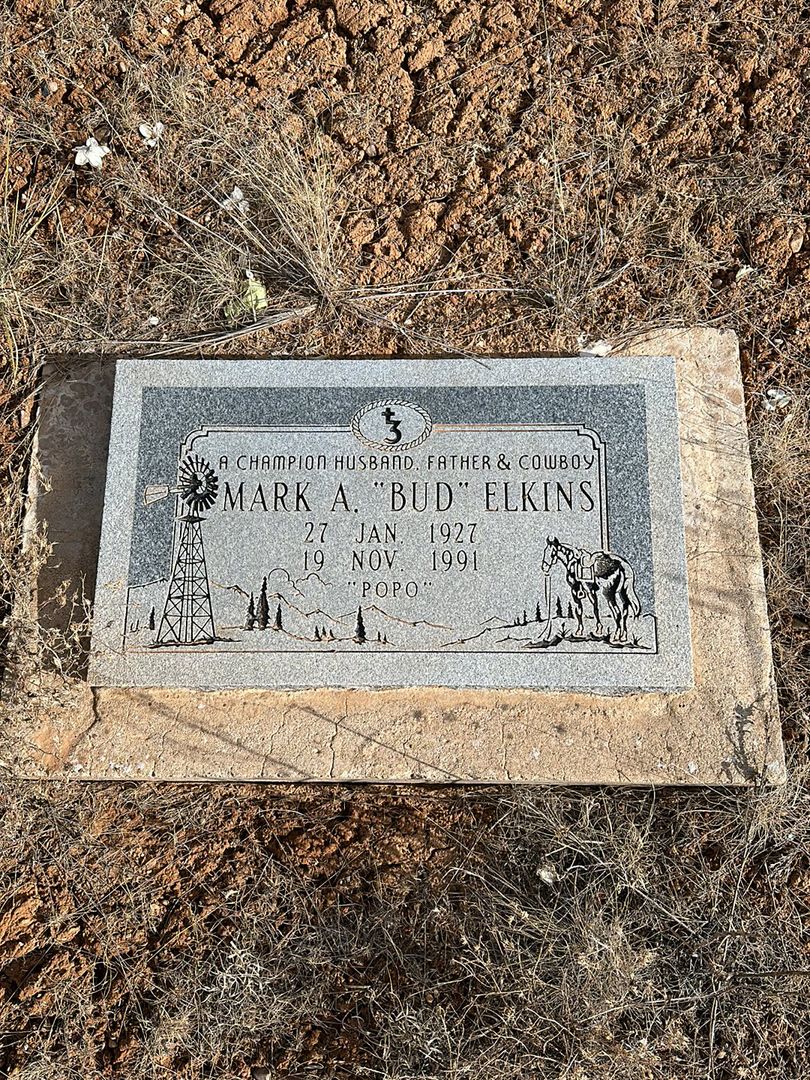 A CHAMPION HUSBAND, FATHER & COWBOY
MARK A. "BUD" ELKINS
27 JAN 1927
19 NOV. 1991
"POPO"